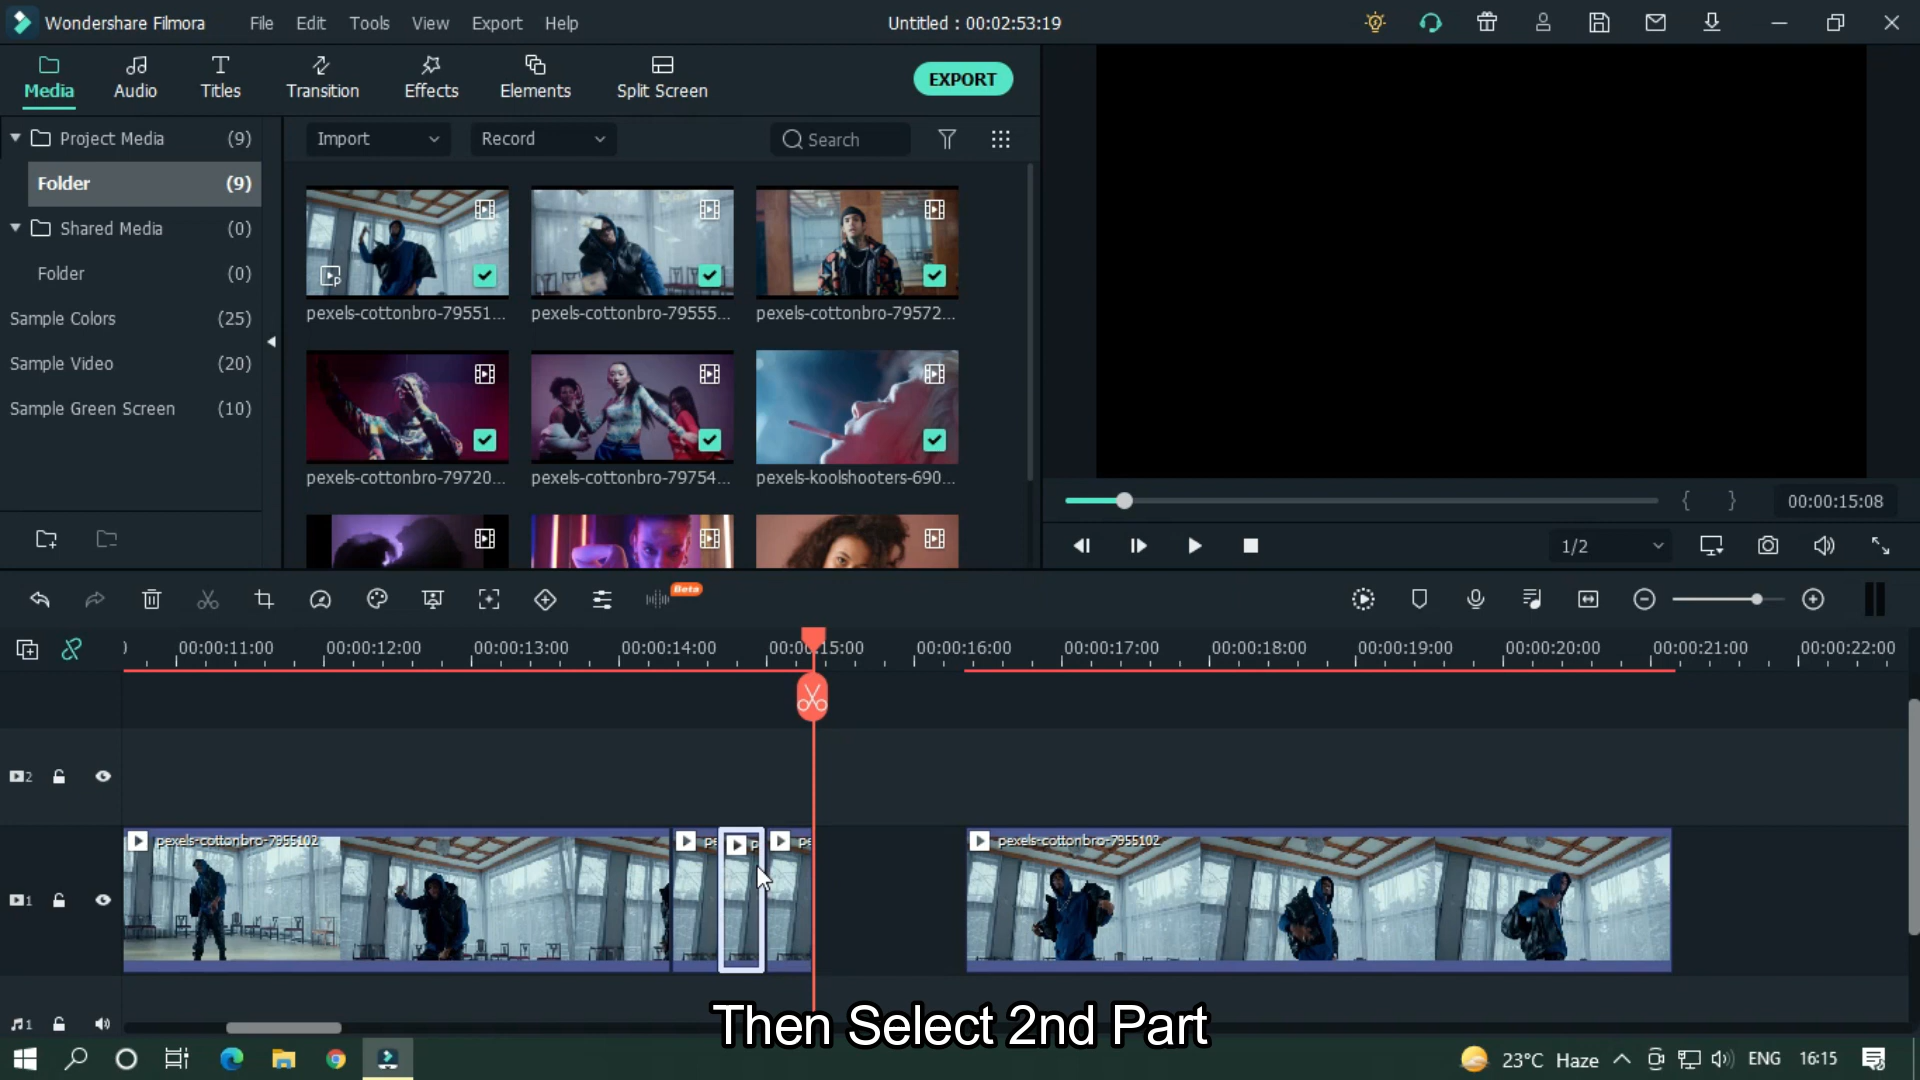 Wondershare Filmora
File
Edit
Tools
View
Export
Help
Untitled : 00:02:53:19
Media
Audio
Titles
Transition
Effects
Elements
Split Screen
EXPORT
Project Media (9)
Folder (9)
Shared Media (0)
Folder (0)
Sample Colors (25)
Sample Video (20)
Sample Green Screen (10)
Import
Record
Search
pexels-cottonbro-79551...
pexels-cottonbro-79555...
pexels-cottonbro-79572...
pexels-cottonbro-79720...
pexels-cottonbro-79754...
pexels-koolshooters-690...
00:00:15:08
1/2
Beta
00:00:11:00
00:00:12:00
00:00:13:00
00:00:14:00
00:00:15:00
00:00:16:00
00:00:17:00
00:00:18:00
00:00:19:00
00:00:20:00
00:00:21:00
00:00:22:00
2
1
pexels-cottonbro-7955102
pe
p
pe
pexels-cottonbro-7955102
1
Then Select 2nd Part
23°C Haze
ENG
16:15